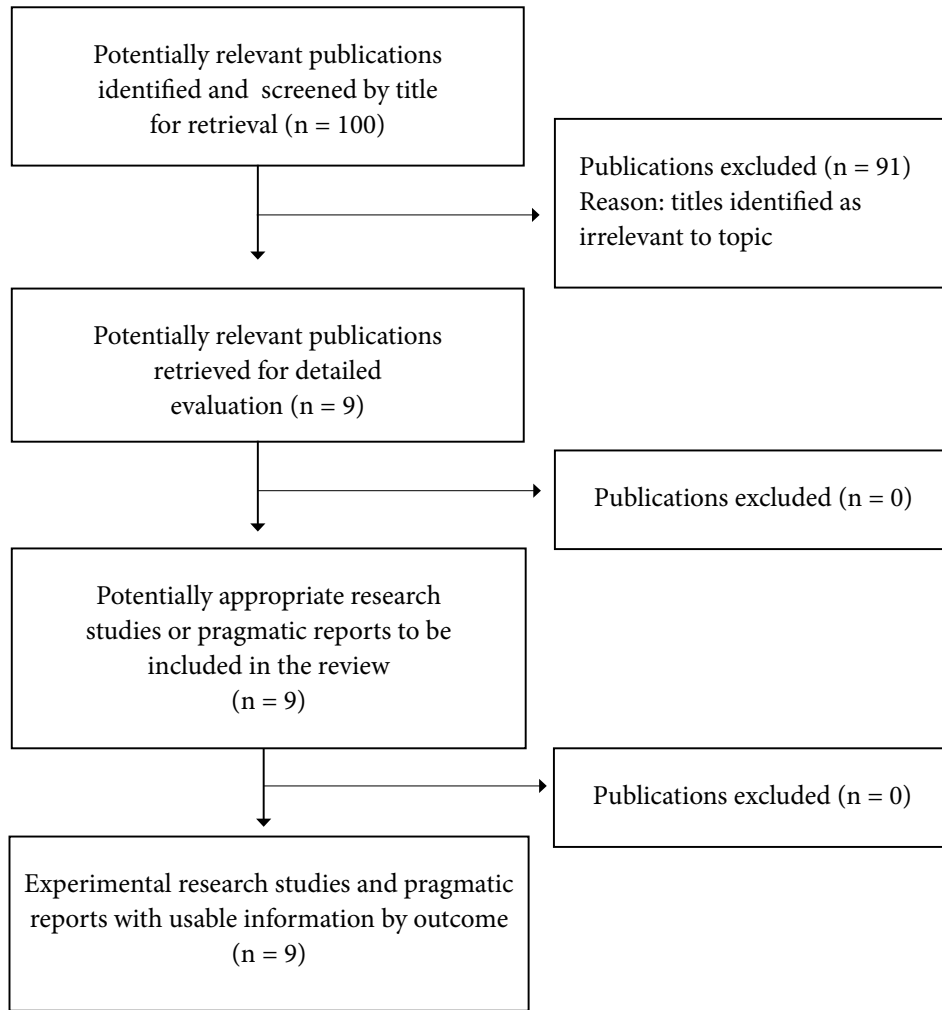 Potentially relevant publications
identified and screened by title
for retrieval (n = 100)
Publications excluded (n = 91)
Reason: titles identified as
irrelevant to topic
Potentially relevant publications
retrieved for detailed
evaluation (n = 9)
Publications excluded (n = 0)
Potentially appropriate research
studies or pragmatic reports to be
included in the review
(n = 9)
Publications excluded (n = 0)
Experimental research studies and pragmatic
reports with usable information by outcome
(n = 9)